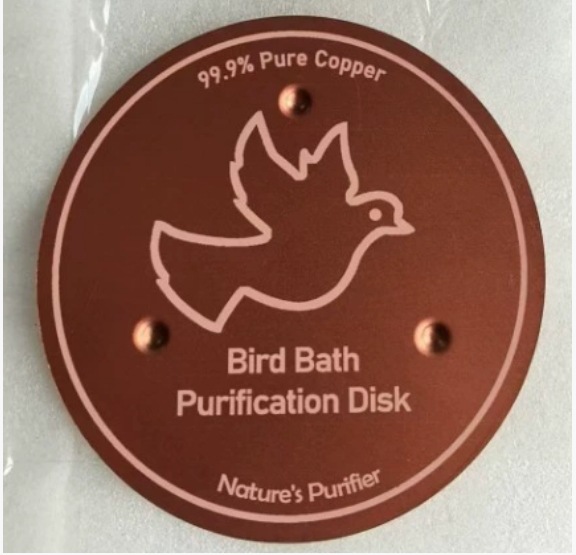 99.9% Pure Copper
Bird Bath
Purification Disk
Nature's Purifier